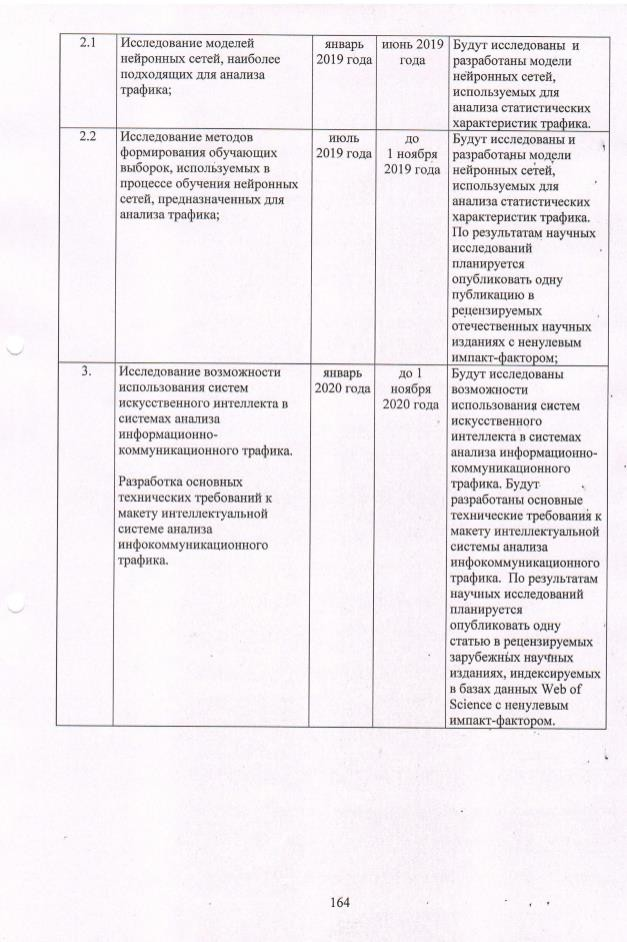 2.1
Исследование моделей
нейронных сетей, наиболее
подходящих для анализа
трафика;
январь
2019 года
июнь 2019
года
Будут исследованы и
разработаны модели
нейронных сетей,
используемых для
анализа статистических
характеристик трафика.
2.2
Исследование методов
формирования обучающих
выборок, используемых в
процессе обучения нейронных
сетей, предназначенных для
анализа трафика;
июль
2019 года
до
1 ноября
2019 года
Будут исследованы и
разработаны модели
нейронных сетей,
используемых для
анализа статистических
характеристик трафика.
По результатам научных
исследований
планируется
опубликовать одну
публикацию в
рецензируемых
отечественных научных
изданиях с ненулевым
импакт-фактором;
3.
Исследование возможности
использования систем
искусственного интеллекта в
системах анализа
информационно-
коммуникационного трафика.
Разработка основных
технических требований к
макету интеллектуальной
системе анализа
инфокоммуникационного
трафика.
январь
2020 года
до 1
ноября
2020 года
Будут исследованы
возможности
использования систем
искусственного
интеллекта в системах
анализа информационно-
коммуникационного
трафика. Будут
разработаны основные
технические требования к
макету интеллектуальной
системы анализа
инфокоммуникационного
трафика. По результатам
научных исследований
планируется
опубликовать одну
статью в рецензируемых
зарубежных научных
изданиях, индексируемых
в базах данных Web of
Science с ненулевым
импакт-фактором.
164